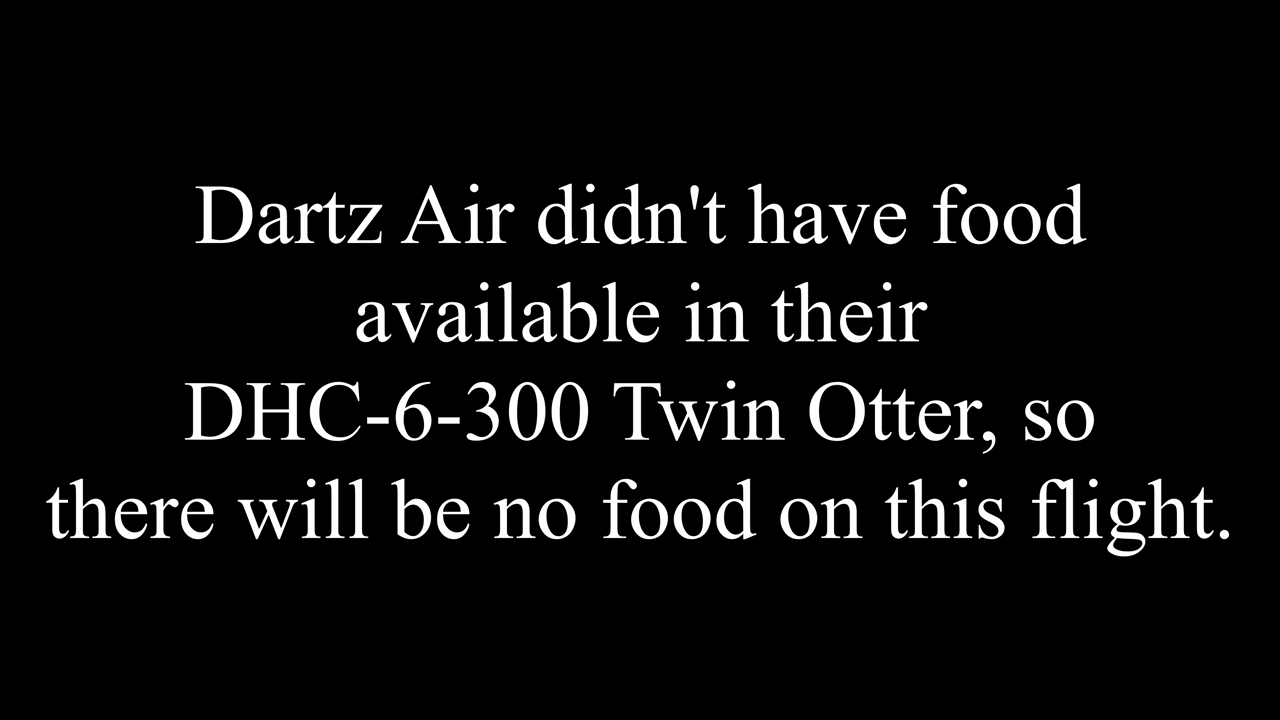 Dartz Air didn't have food
available in their
DHC-6-300 Twin Otter, so
there will be no food on this flight.